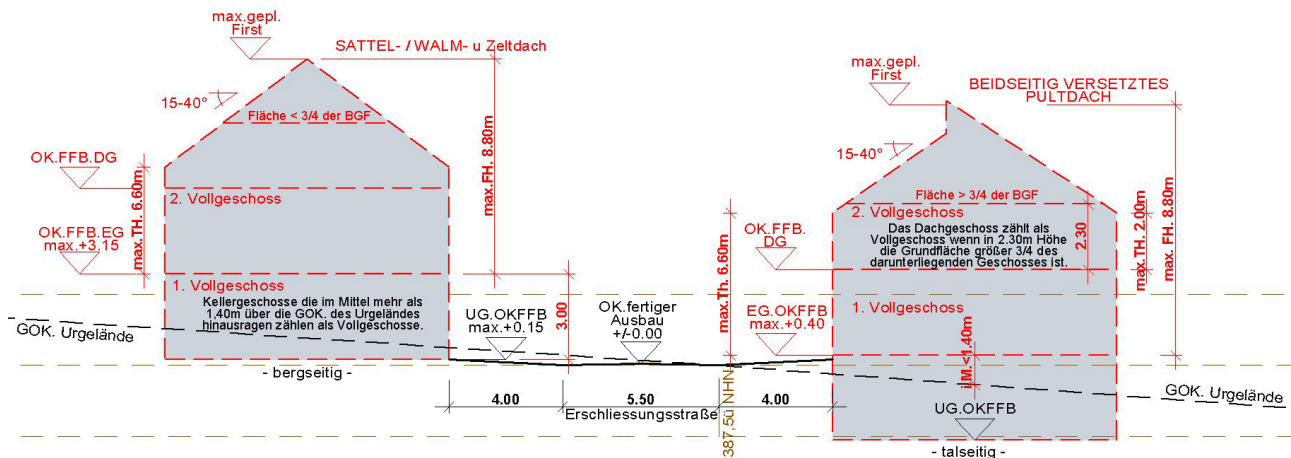 max.gepl.
First
SATTEL- / WALM- u Zeltdach
15-40°
Fläche < 3/4 der BGF
OK.FFB.DG
max.TH. 6.60m
max.FH. 8.80m
2. Vollgeschoss
OK.FFB.EG
max.+3.15
1. Vollgeschoss
Kellergeschosse die im Mittel mehr als
1,40m über die GOK. des Urgeländes
hinausragen zählen als Vollgeschosse.
GOK. Urgelände
- bergseitig -
UG.OKFFB
max.+0.15
3.00
OK.fertiger
Ausbau
+/-0.00
4.00
5.50
4.00
Erschliessungsstraße
387,5ü NHN
max.gepl.
First
BEIDSEITIG VERSETZTES
PULTDACH
15-40°
Fläche > 3/4 der BGF
max.Th. 6.60m
OK.FFB.
DG
2. Vollgeschoss
Das Dachgeschoss zählt als
Vollgeschoss wenn in 2.30m Höhe
die Grundfläche größer 3/4 des
darunterliegenden Geschosses ist.
2.30
max.TH. 2.00m
max. FH. 8.80m
EG.OKFFB
max.+0.40
1. Vollgeschoss
i.M.<1.40m
GOK. Urgelände
UG.OKFFB
- talseitig -